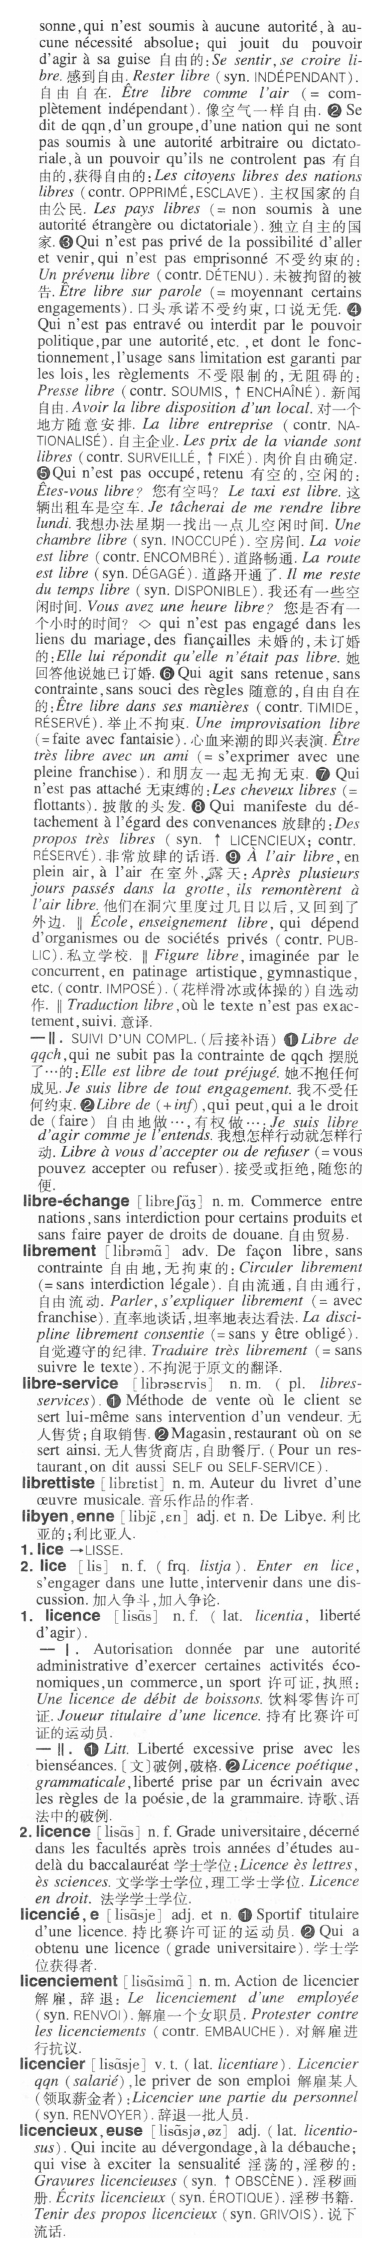 sonne, qui n'est soumis à aucune autorité, à au-
cune nécessité absolue; qui jouit du pouvoir
d'agir à sa guise 自由的: Se sentir, se croire li-
bre. 感到自由. Rester libre (syn. INDÉPENDANT).
自由自在. Être libre comme l'air (= com-
plètement indépendant). 像空气一样自由. ❷ Se
dit de qqn, d'un groupe, d'une nation qui ne sont
pas soumis à une autorité arbitraire ou dictato-
riale, à un pouvoir qu'ils ne controlent pas 有自
由的, 获得自由的: Les citoyens libres des nations
libres (contr. OPPRIMÉ, ESCLAVE). 主权国家的自
由公民. Les pays libres (= non soumis à une
autorité étrangère ou dictatoriale). 独立自主的国
家. ❸ Qui n'est pas privé de la possibilité d'aller
et venir, qui n'est pas emprisonné 不受约束的:
Un prévenu libre (contr. DÉTENU). 未被拘留的被
告. Être libre sur parole (= moyennant certains
engagements). 口头承诺不受约束, 口说无凭. ❹
Qui n'est pas entravé ou interdit par le pouvoir
politique, par une autorité, etc., et dont le fonc-
tionnement, l'usage sans limitation est garanti par
les lois, les règlements 不受限制的, 无阻碍的:
Presse libre (contr. SOUMIS, ↑ ENCHAÎNÉ). 新闻
自由. Avoir la libre disposition d'un local. 对一个
地方随意安排. La libre entreprise (contr. NA-
TIONALISÉ). 自主企业. Les prix de la viande sont
libres (contr. SURVEILLÉ, ↑ FIXÉ). 肉价自由确定.
❺ Qui n'est pas occupé, retenu 有空的, 空闲的:
Êtes-vous libre? 您有空吗? Le taxi est libre. 这
辆出租车是空车. Je tâcherai de me rendre libre
lundi. 我想办法星期一找出一点儿空闲时间. Une
chambre libre (syn. INOCCUPÉ). 空房间. La voie
est libre (contr. ENCOMBRÉ). 道路畅通. La route
est libre (syn. DÉGAGÉ). 道路开通了. Il me reste
du temps libre (syn. DISPONIBLE). 我还有一些空
闲时间. Vous avez une heure libre? 您是否有一
个小时的时间? ◇ qui n'est pas engagé dans les
liens du mariage, des fiançailles 未婚的, 未订婚
的: Elle lui répondit qu'elle n'était pas libre. 她
回答他说她已订婚. ❻ Qui agit sans retenue, sans
contrainte, sans souci des règles 随意的, 自由自在
的: Être libre dans ses manières (contr. TIMIDE,
RÉSERVÉ). 举止不拘束. Une improvisation libre
(= faite avec fantaisie). 心血来潮的即兴表演. Être
très libre avec un ami (= s'exprimer avec une
pleine franchise). 和朋友一起无拘无束. ❼ Qui
n'est pas attaché 无束缚的: Les cheveux libres (=
flottants). 披散的头发. ❽ Qui manifeste du dé-
tachement à l'égard des convenances 放肆的: Des
propos très libres (syn. ↑ LICENCIEUX; contr.
RÉSERVÉ). 非常放肆的话语. ❾ À l'air libre, en
plein air, à l'air 在室外, 露天: Après plusieurs
jours passés dans la grotte, ils remontèrent à
l'air libre. 他们在洞穴里度过几日以后, 又回到了
外边. ‖ École, enseignement libre, qui dépend
d'organismes ou de sociétés privés (contr. PUB-
LIC). 私立学校. ‖ Figure libre, imaginée par le
concurrent, en patinage artistique, gymnastique,
etc. (contr. IMPOSÉ). (花样滑冰或体操的) 自选动
作. ‖ Traduction libre, où le texte n'est pas exac-
tement, suivi. 意译.
— Ⅱ. SUIVI D'UN COMPL. (后接补语) ❶ Libre de
qqch, qui ne subit pas la contrainte de qqch 摆脱
了…的: Elle est libre de tout préjugé. 她不抱任何
成见. Je suis libre de tout engagement. 我不受任
何约束. ❷ Libre de (+ inf), qui peut, qui a le droit
de (faire) 自由地做…, 有权做…: Je suis libre
d'agir comme je l'entends. 我想怎样行动就怎样行
动. Libre à vous d'accepter ou de refuser (= vous
pouvez accepter ou refuser). 接受或拒绝, 随您的
便.
libre-échange [libreʃɑ̃ʒ] n. m. Commerce entre
nations, sans interdiction pour certains produits et
sans faire payer de droits de douane. 自由贸易.
librement [librəmɑ̃] adv. De façon libre, sans
contrainte 自由地, 无拘束的: Circuler librement
(= sans interdiction légale). 自由流通, 自由通行,
自由流动. Parler, s'expliquer librement (= avec
franchise). 直率地谈话, 坦率地表达看法. La disci-
pline librement consentie (= sans y être obligé).
自觉遵守的纪律. Traduire très librement (= sans
suivre le texte). 不拘泥于原文的翻译.
libre-service [librəsɛrvis] n. m. ( pl. libres-
services). ❶ Méthode de vente où le client se
sert lui-même sans intervention d'un vendeur. 无
人售货; 自取销售. ❷ Magasin, restaurant où on se
sert ainsi. 无人售货商店, 自助餐厅. (Pour un res-
taurant, on dit aussi SELF ou SELF-SERVICE).
librettiste [librɛtist] n. m. Auteur du livret d'une
œuvre musicale. 音乐作品的作者.
libyen, enne [libjɛ̃, ɛn] adj. et n. De Libye. 利比
亚的; 利比亚人.
1. lice → LISSE.
2. lice [lis] n. f. ( frq. listja). Enter en lice,
s'engager dans une lutte, intervenir dans une dis-
cussion. 加入争斗, 加入争论.
1. licence [lisɑ̃s] n. f. ( lat. licentia, liberté
d'agir).
— Ⅰ. Autorisation donnée par une autorité
administrative d'exercer certaines activités éco-
nomiques, un commerce, un sport 许可证, 执照:
Une licence de débit de boissons. 饮料零售许可
证. Joueur titulaire d'une licence. 持有比赛许可
证的运动员.
— Ⅱ. ❶ Litt. Liberté excessive prise avec les
bienséances. 〔文〕破例, 破格. ❷ Licence poétique,
grammaticale, liberté prise par un écrivain avec
les règles de la poésie, de la grammaire. 诗歌、语
法中的破例.
2. licence [lisɑ̃s] n. f. Grade universitaire, décerné
dans les facultés après trois années d'études au-
delà du baccalauréat 学士学位: Licence ès lettres,
ès sciences. 文学学士学位, 理工学士学位. Licence
en droit. 法学学士学位.
licencié, e [lisɑ̃sje] adj. et n. ❶ Sportif titulaire
d'une licence. 持比赛许可证的运动员. ❷ Qui a
obtenu une licence (grade universitaire). 学士学
位获得者.
licenciement [lisɑ̃simɑ̃] n. m. Action de licencier
解雇, 辞退: Le licenciement d'une employée
(syn. RENVOI). 解雇一个女职员. Protester contre
les licenciements (contr. EMBAUCHE). 对解雇进
行抗议.
licencier [lisɑ̃sje] v. t. ( lat. licentiare). Licencier
qqn (salarié), le priver de son emploi 解雇某人
(领取薪金者): Licencier une partie du personnel
(syn. RENVOYER). 辞退一批人员.
licencieux, euse [lisɑ̃sjø, øz] adj. ( lat. licentio-
sus). Qui incite au dévergondage, à la débauche;
qui vise à exciter la sensualité 淫荡的, 淫秽的:
Gravures licencieuses (syn. ↑ OBSCÈNE). 淫秽画
册. Écrits licencieux (syn. ÉROTIQUE). 淫秽书籍.
Tenir des propos licencieux (syn. GRIVOIS). 说下
流话.